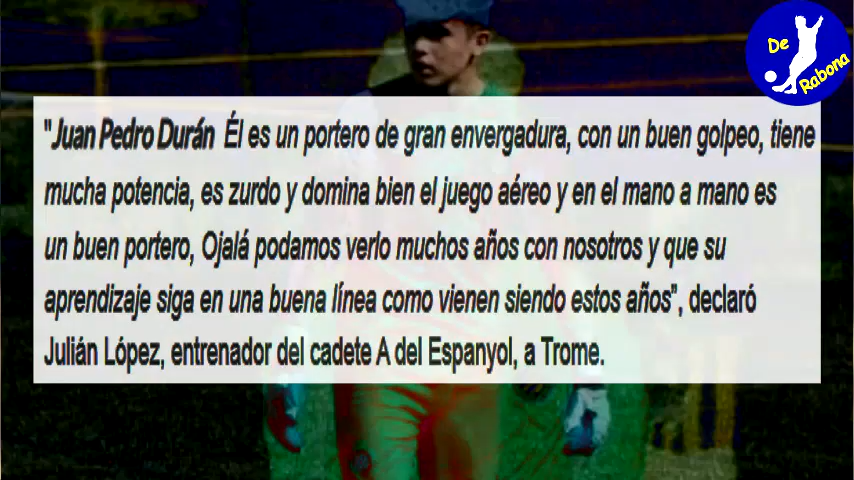 De
Rabona
"Juan Pedro Durán Él es un portero de gran envergadura, con un buen golpeo, tiene
mucha potencia, es zurdo y domina bien el juego aéreo y en el mano a mano es
un buen portero, Ojalá podamos verlo muchos años con nosotros y que su
aprendizaje siga en una buena línea como vienen siendo estos años", declaró
Julián López, entrenador del cadete A del Espanyol, a Trome.